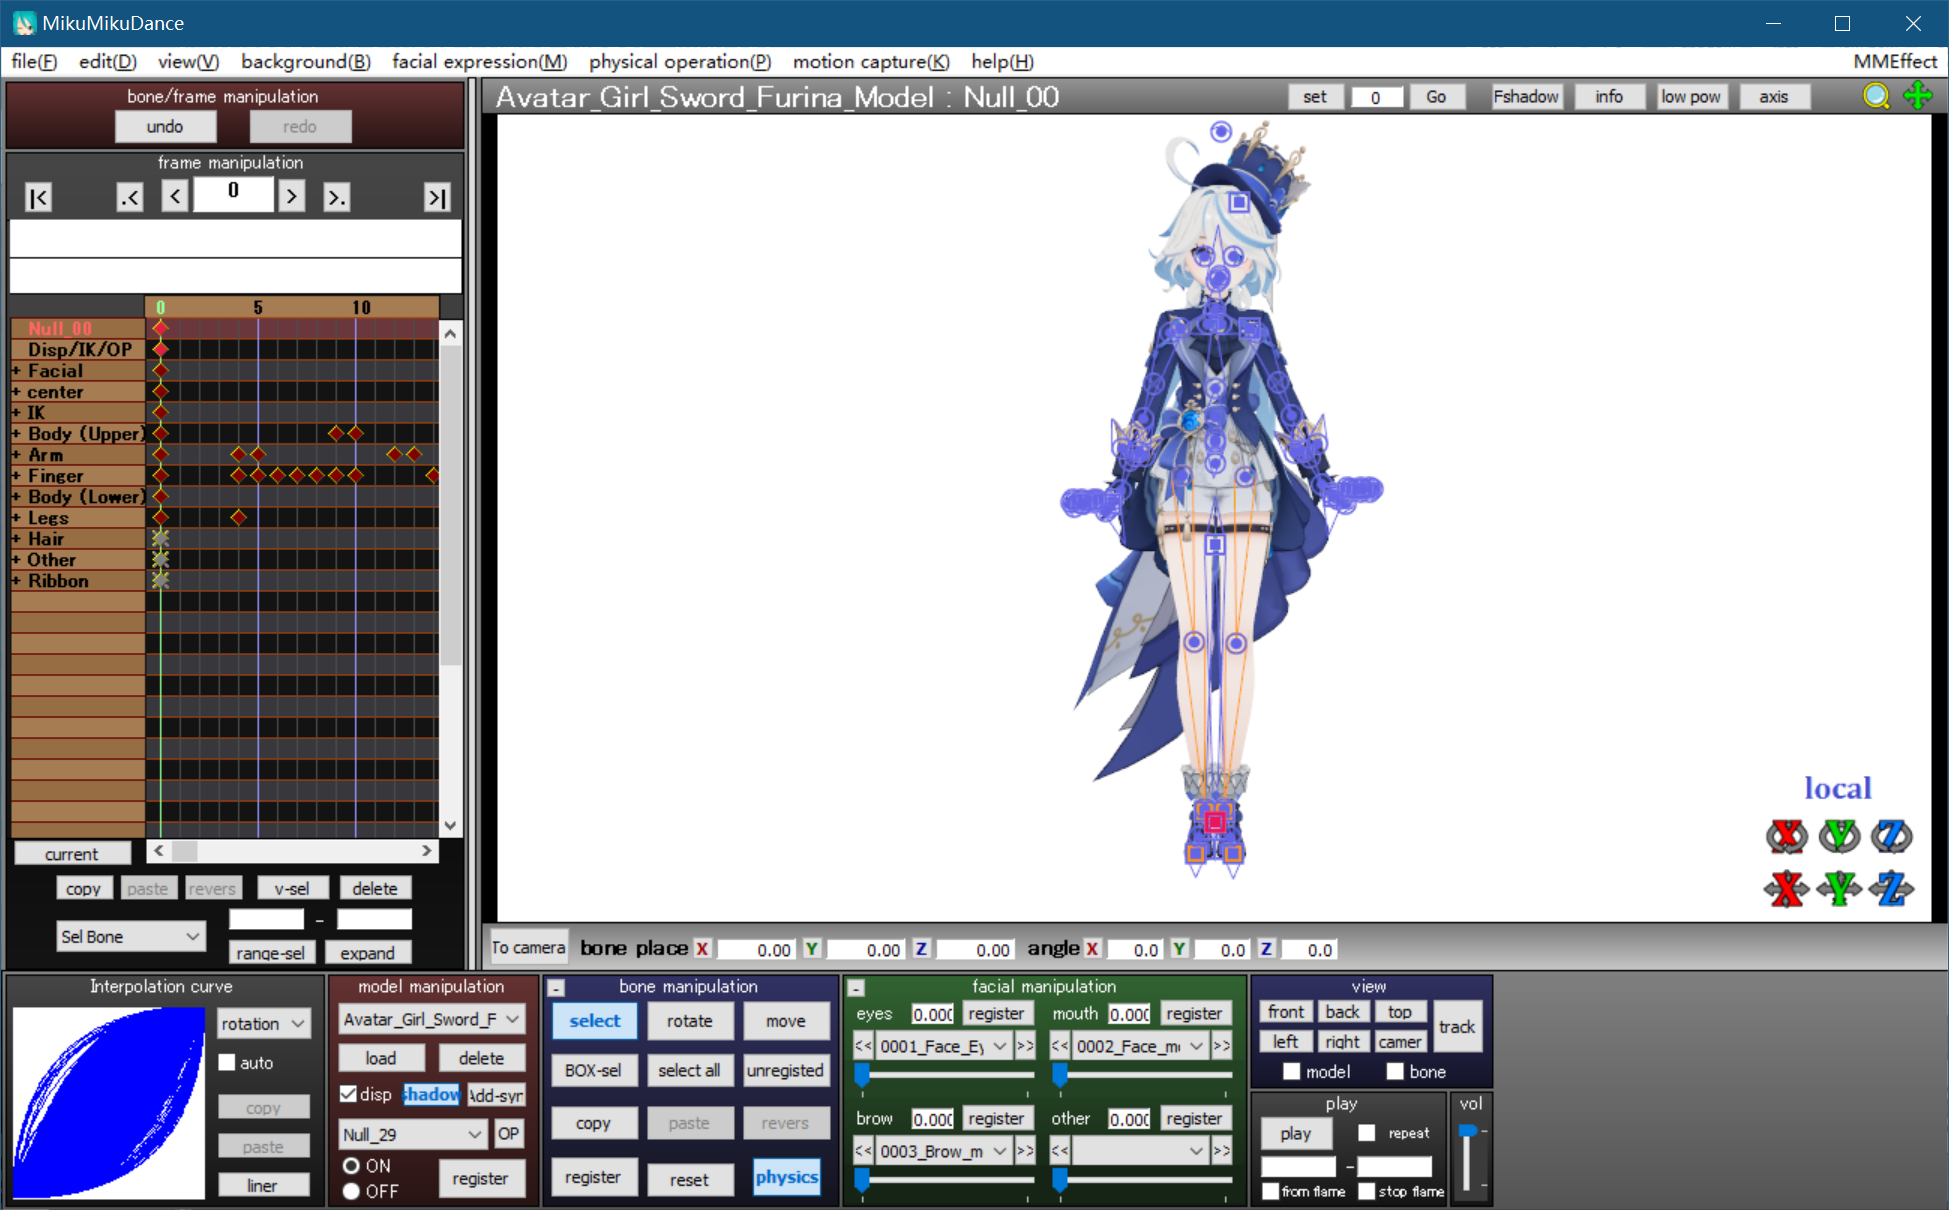 MikuMikuDance
file(F) edit(D) view(V) background(B) facial expression(M) physical operation(P) motion capture(K) help(H) MMEffect
bone/frame manipulation
undo redo
frame manipulation
|< .< < 0 > >. >|
0 5 10
Null_00
Disp/IK/OP
+ Facial
+ center
+ IK
+ Body (Upper)
+ Arm
+ Finger
+ Body (Lower)
+ Legs
+ Hair
+ Other
+ Ribbon
current < >
copy paste revers v-sel delete
Sel Bone -
range-sel expand
Avatar_Girl_Sword_Furina_Model : Null_00
set 0 Go Fshadow info low pow axis
local
X Y Z
X Y Z
To camera bone place X 0.00 Y 0.00 Z 0.00 angle X 0.0 Y 0.0 Z 0.0
Interpolation curve
rotation
auto
copy
paste
liner
model manipulation
Avatar_Girl_Sword_F
load delete
disp shadow Add-syn
Null_29 OP
ON
OFF
register
- bone manipulation
select rotate move
BOX-sel select all unregisted
copy paste revers
register reset physics
- facial manipulation
eyes 0.000 register mouth 0.000 register
<< 0001_Face_Ey >> << 0002_Face_m >>
brow 0.000 register other 0.000 register
<< 0003_Brow_m >> << >>
view
front back top
left right camer
track
model bone
play
play repeat
-
from flame stop flame
vol